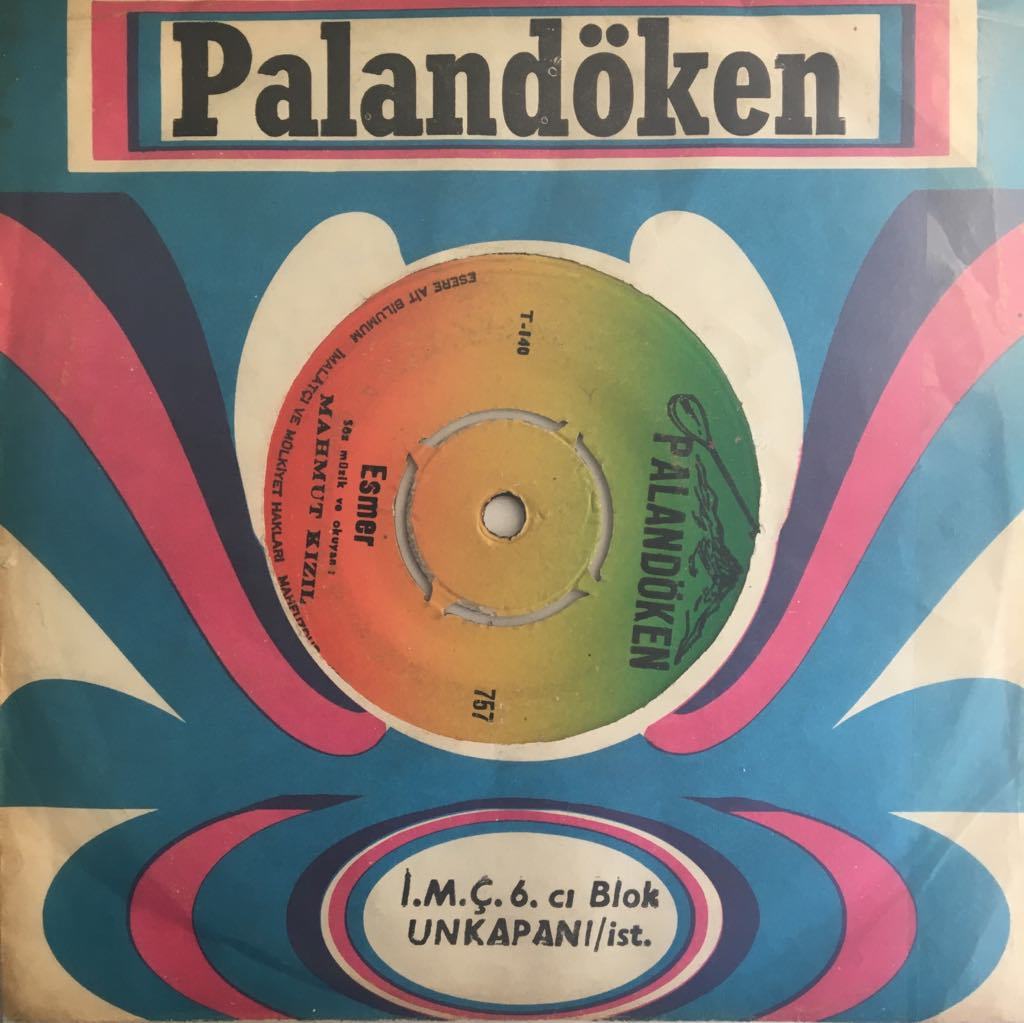 Palandöken
PALANDÖKEN
T-140
757
Esmer
Söz müzik ve okuyan :
MAHMUT KIZIL
ESERE AİT BİLUMUM İMALATÇI VE MÜLKİYET HAKLARI
İ.M.Ç. 6. cı Blok
UNKAPANI/ist.